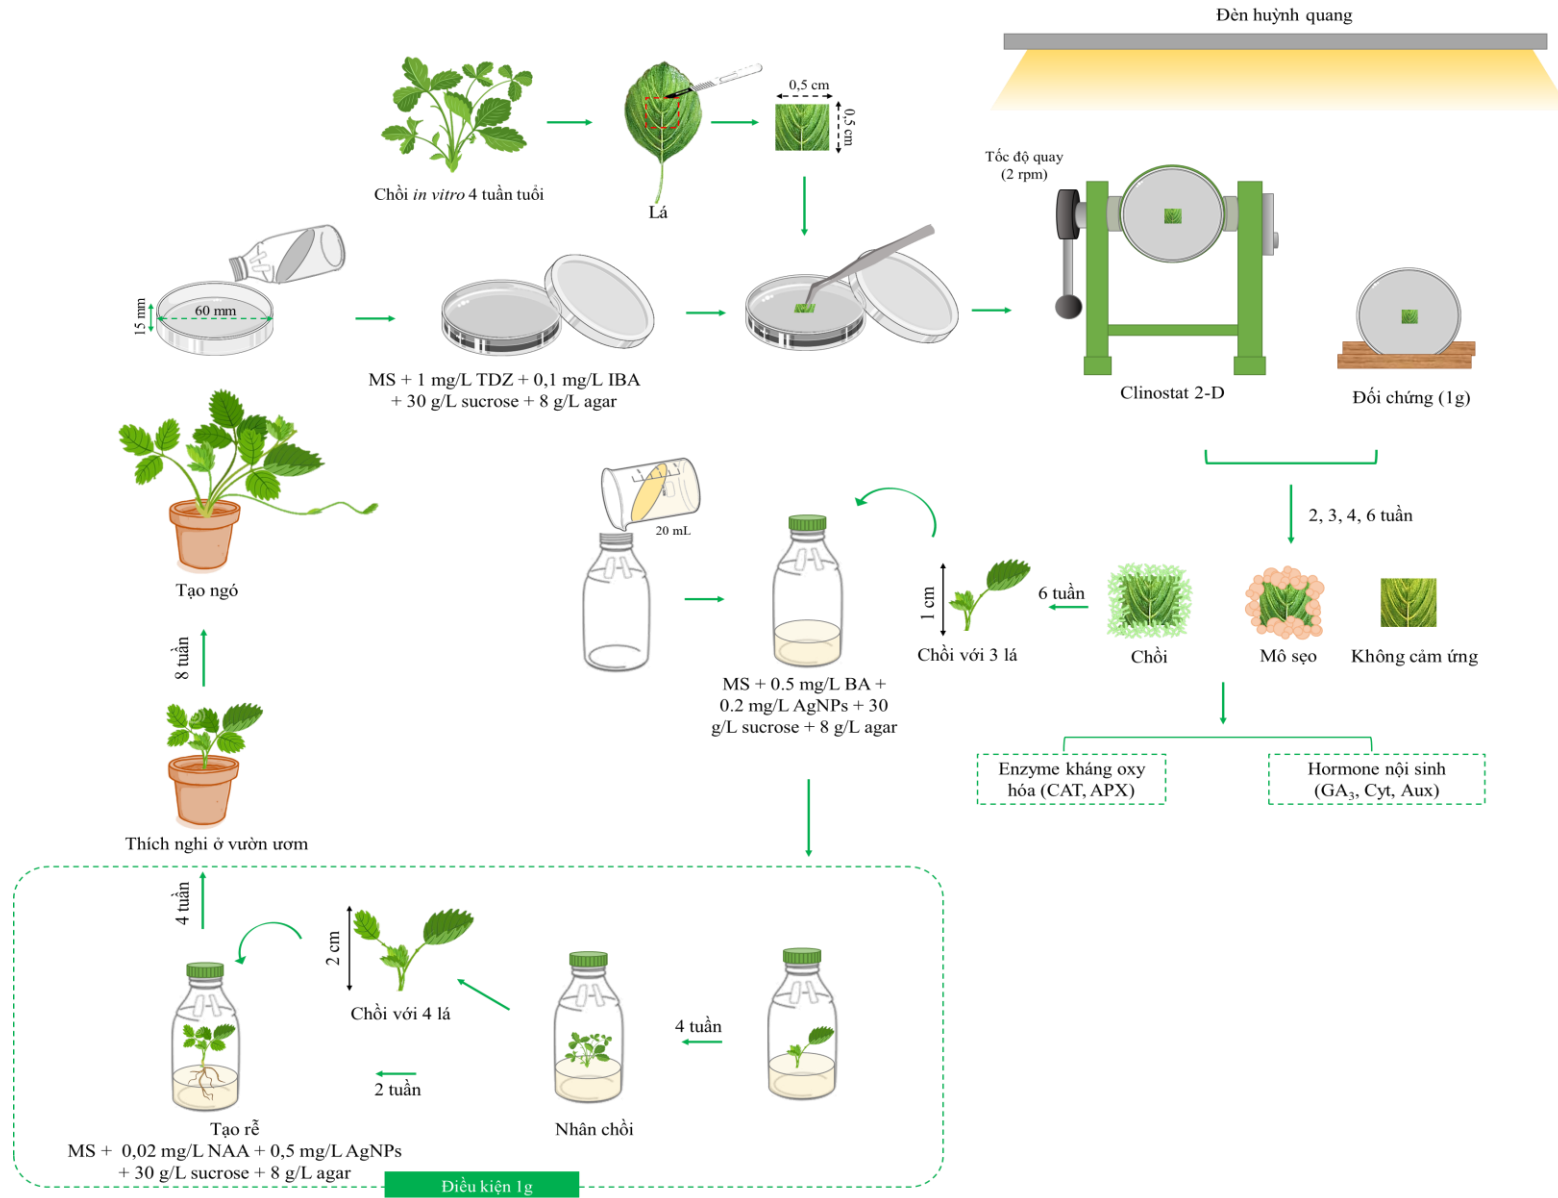 Đèn huỳnh quang
0,5 cm
0,5 cm
Chồi in vitro 4 tuần tuổi
Lá
Tốc độ quay
(2 rpm)
15 mm
60 mm
MS + 1 mg/L TDZ + 0,1 mg/L IBA
+ 30 g/L sucrose + 8 g/L agar
Clinostat 2-D
Đối chứng (1g)
2, 3, 4, 6 tuần
20 mL
1 cm
6 tuần
Chồi với 3 lá
Chồi
Mô sẹo
Không cảm ứng
MS + 0.5 mg/L BA +
0.2 mg/L AgNPs + 30
g/L sucrose + 8 g/L agar
Enzyme kháng oxy
hóa (CAT, APX)
Hormone nội sinh
(GA3, Cyt, Aux)
Tạo ngó
8 tuần
Thích nghi ở vườn ươm
4 tuần
2 cm
Chồi với 4 lá
4 tuần
2 tuần
Tạo rễ
MS + 0,02 mg/L NAA + 0,5 mg/L AgNPs
+ 30 g/L sucrose + 8 g/L agar
Nhân chồi
Điều kiện 1g